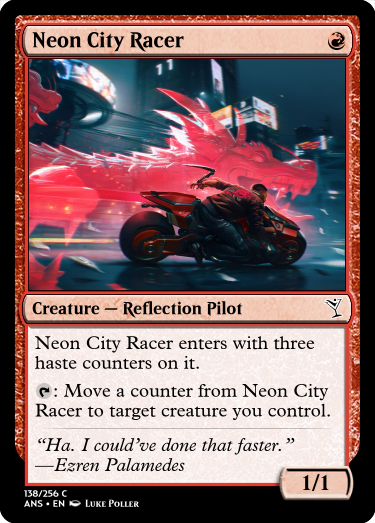 Neon City Racer
11
Creature — Reflection Pilot
Neon City Racer enters with three
haste counters on it.
: Move a counter from Neon City
Racer to target creature you control.
“Ha. I could’ve done that faster.”
—Ezren Palamedes
1/1
138/256 C
ANS • EN Luke Poller